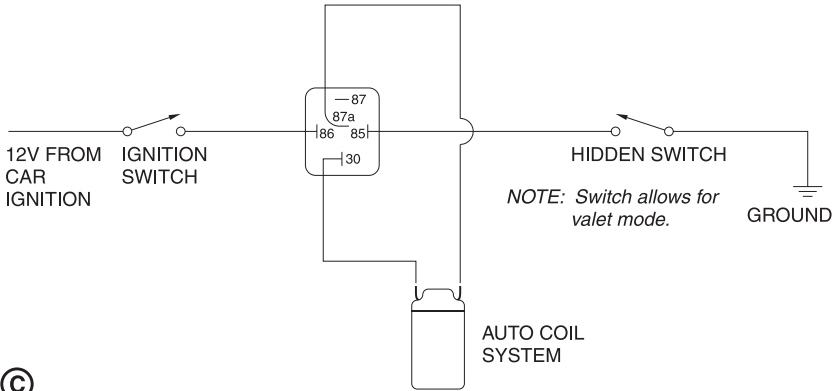 87
87a
86 85
30
12V FROM
CAR
IGNITION
IGNITION
SWITCH
HIDDEN SWITCH
NOTE: Switch allows for
valet mode.
GROUND
AUTO COIL
SYSTEM
©